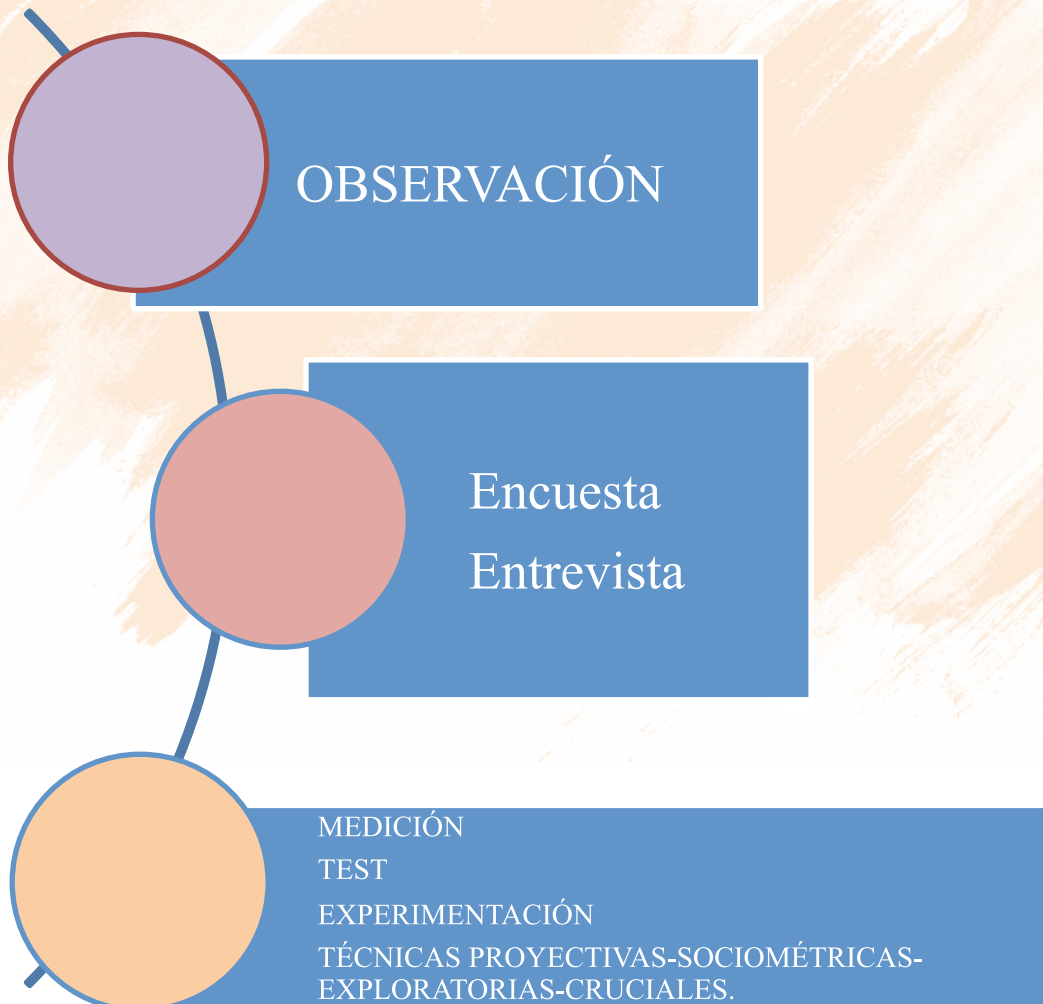 OBSERVACIÓN
Encuesta
Entrevista
MEDICIÓN
TEST
EXPERIMENTACIÓN
TÉCNICAS PROYECTIVAS-SOCIOMÉTRICAS-
EXPLORATORIAS-CRUCIALES.